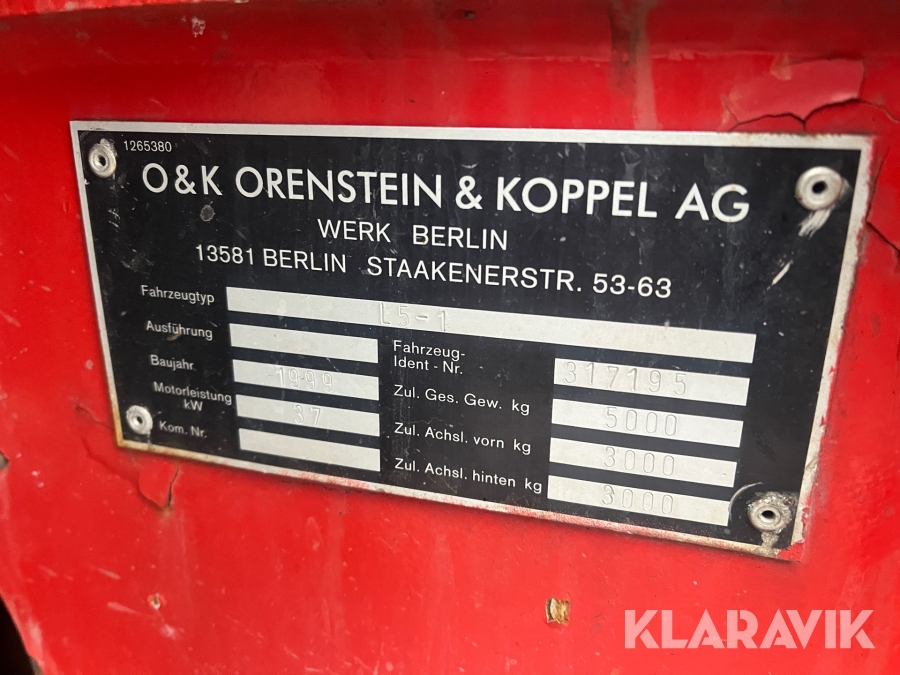 1265380
O & K ORENSTEIN & KOPPEL AG
WERK BERLIN
13581 BERLIN STAAKENERSTR. 53-63
Fahrzeugtyp L5-1
Ausführung
Baujahr 1999
Motorleistung kW 37
Kom. Nr.
Fahrzeug-
Ident - Nr. 317195
Zul. Ges. Gew. kg 5000
Zul. Achsl. vorn kg 3000
Zul. Achsl. hinten kg 3000
KLARAVIK